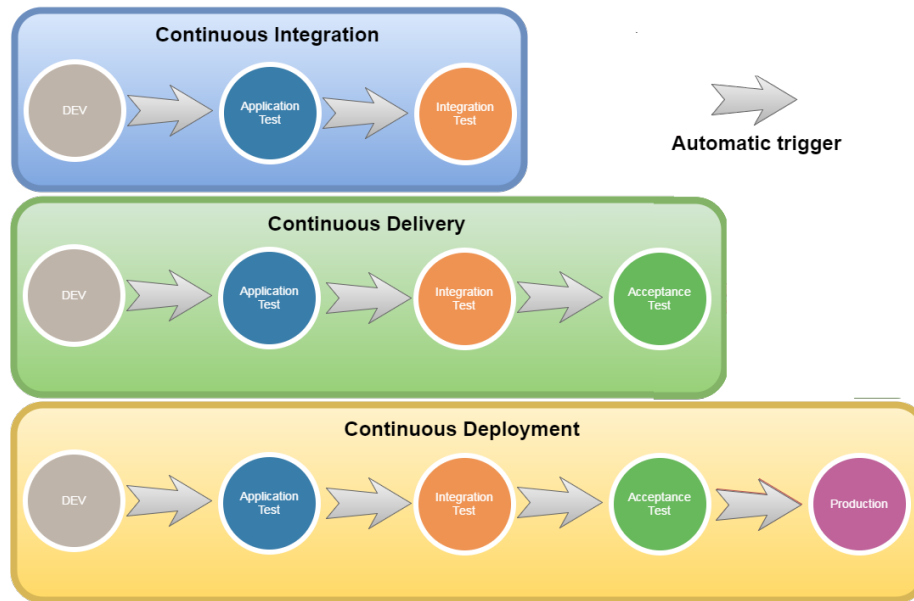 Continuous Integration
DEV
Application
Test
Integration
Test
Automatic trigger
Continuous Delivery
DEV
Application
Test
Integration
Test
Acceptance
Test
Continuous Deployment
DEV
Application
Test
Integration
Test
Acceptance
Test
Production